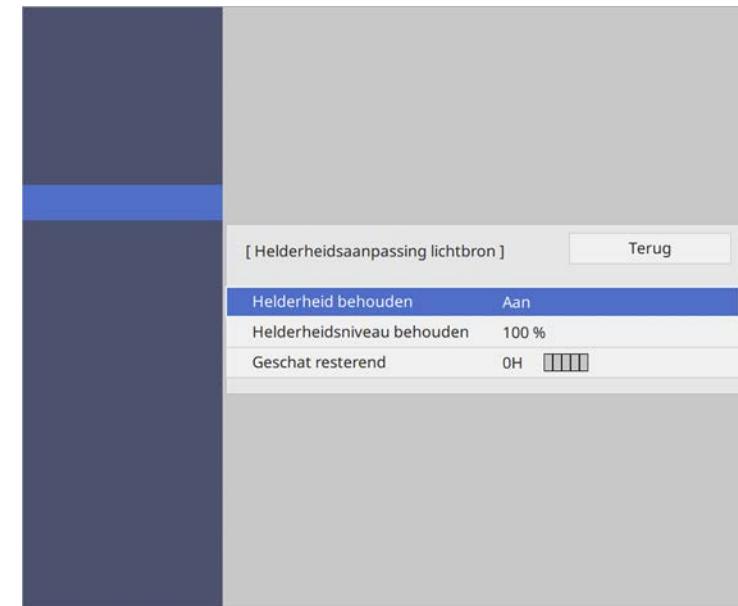 [ Helderheidsaanpassing lichtbron ] Terug
Helderheid behouden Aan
Helderheidsniveau behouden 100 %
Geschat resterend 0H